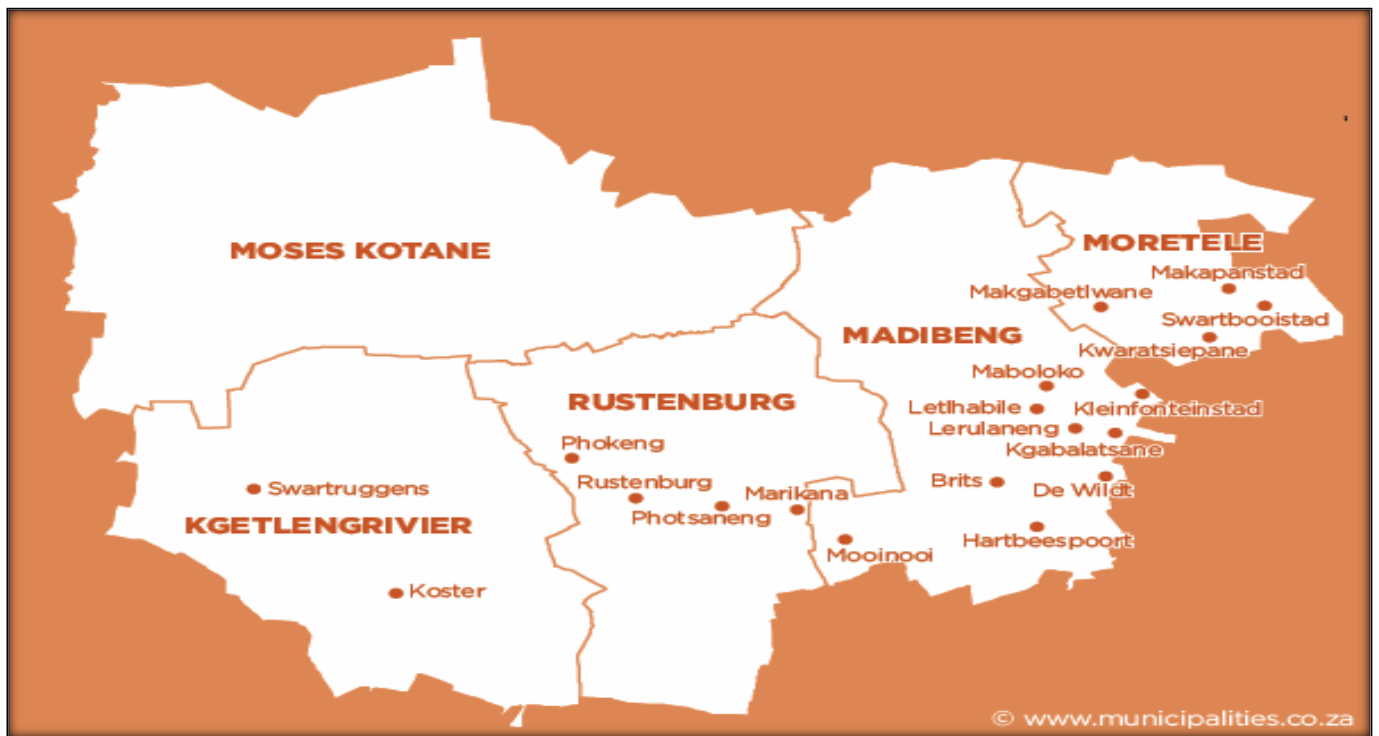 MOSES KOTANE
MORETELE
Makapanstad
Makgabetlwane
Swartbooistad
MADIBENG
Kwaratsiepane
Maboloko
RUSTENBURG
Letlhabile
Kleinfonteinstad
Lerulaneng
Phokeng
Kgabalatsane
Rustenburg
Brits
Swartruggens
De Wildt
Marikana
Photsaneng
KGETLENGRIVIER
Hartbeespoort
Mooinooi
Koster
© www.municipalities.co.za